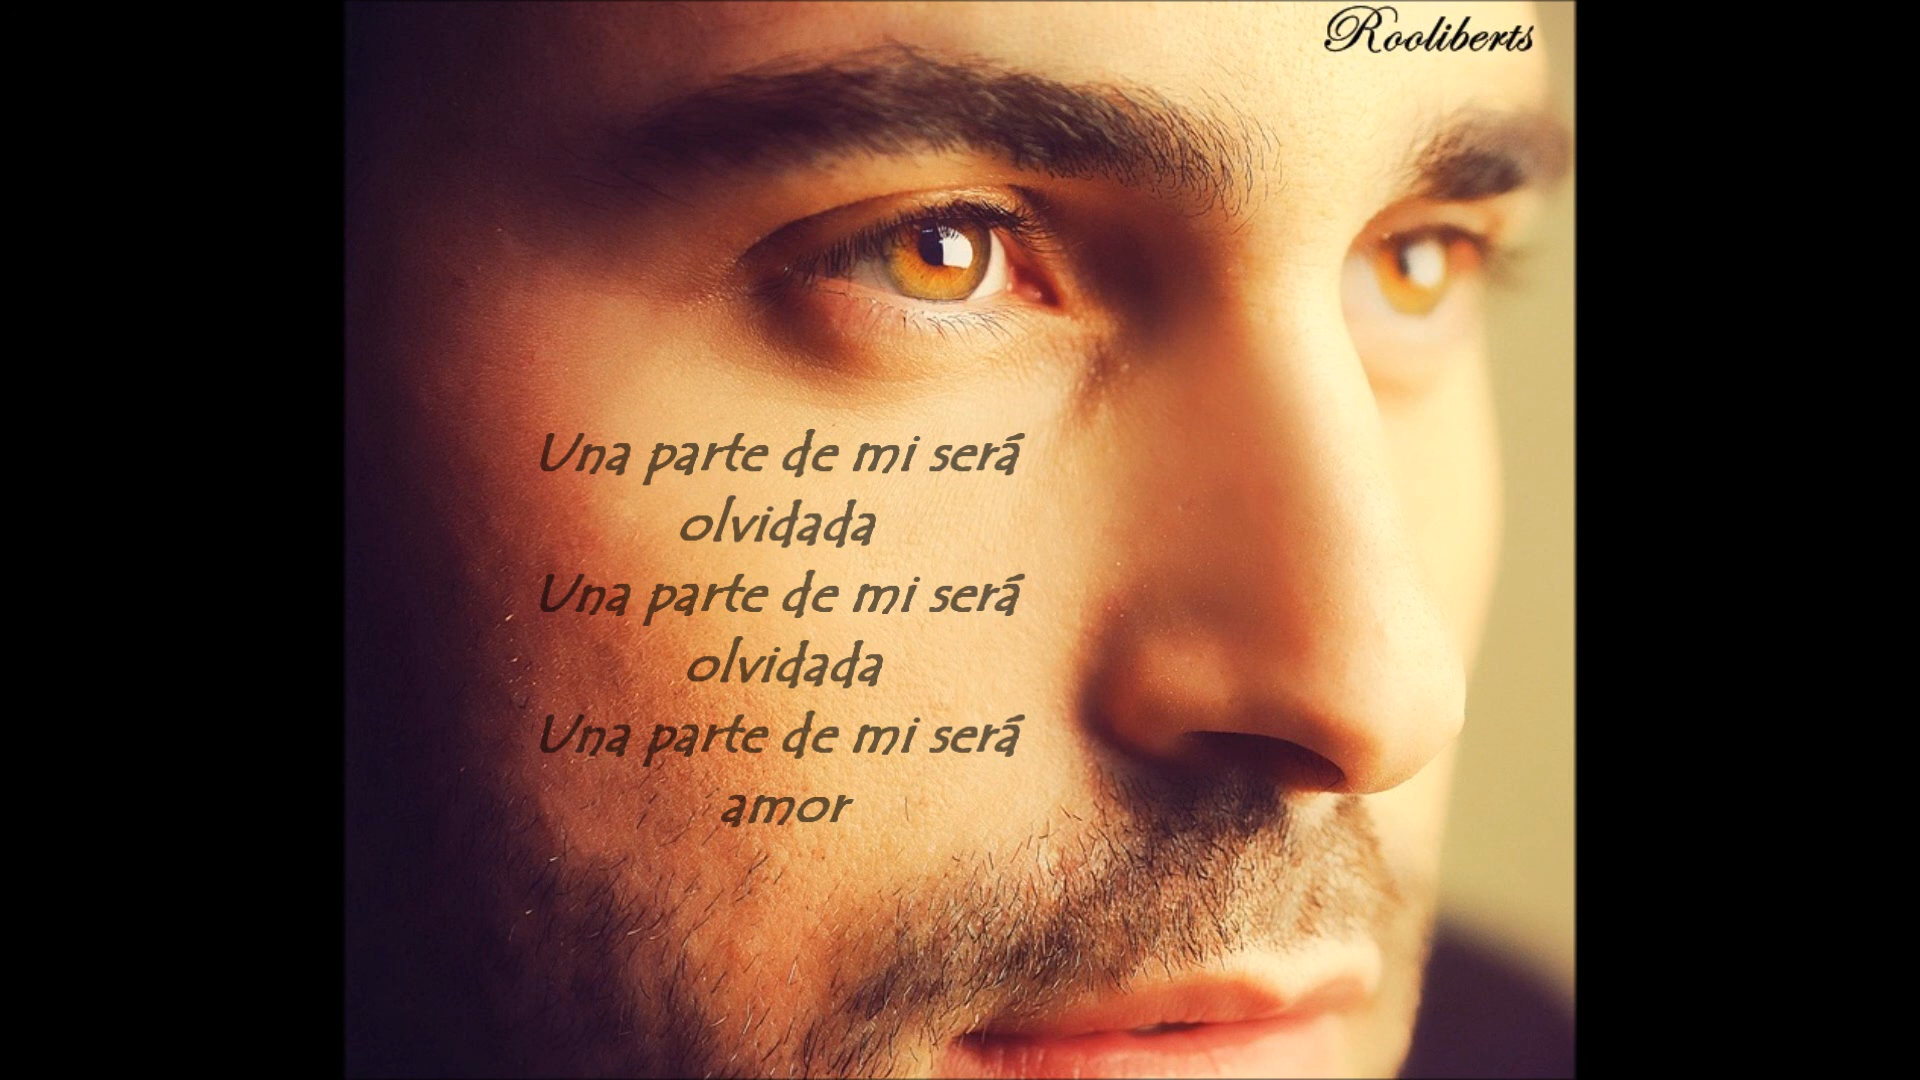 Rooliberts
Una parte de mi será
olvidada
Una parte de mi será
olvidada
Una parte de mi será
amor